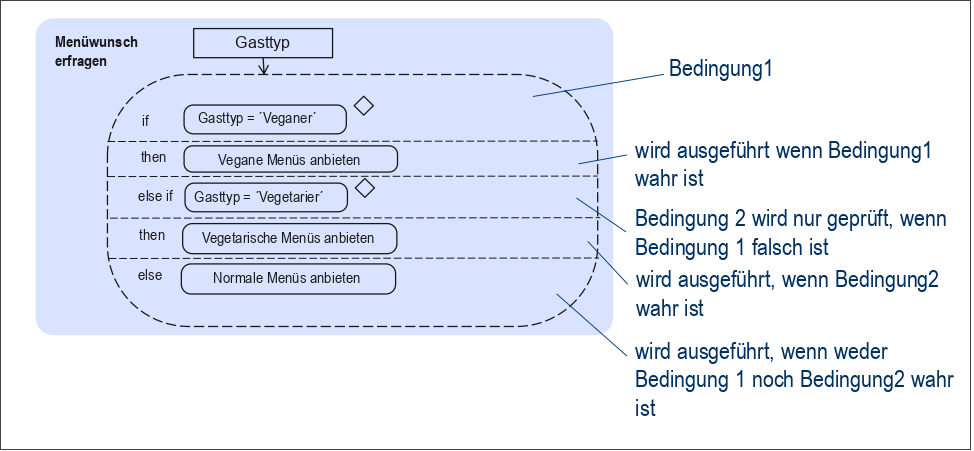 Menüwunsch
erfragen
Gasttyp
Bedingung1
if
Gasttyp = ´Veganer´
then
Vegane Menüs anbieten
wird ausgeführt wenn Bedingung1
wahr ist
else if
Gasttyp = ´Vegetarier´
Bedingung 2 wird nur geprüft, wenn
Bedingung 1 falsch ist
then
Vegetarische Menüs anbieten
wird ausgeführt, wenn Bedingung2
wahr ist
else
Normale Menüs anbieten
wird ausgeführt, wenn weder
Bedingung 1 noch Bedingung2 wahr
ist